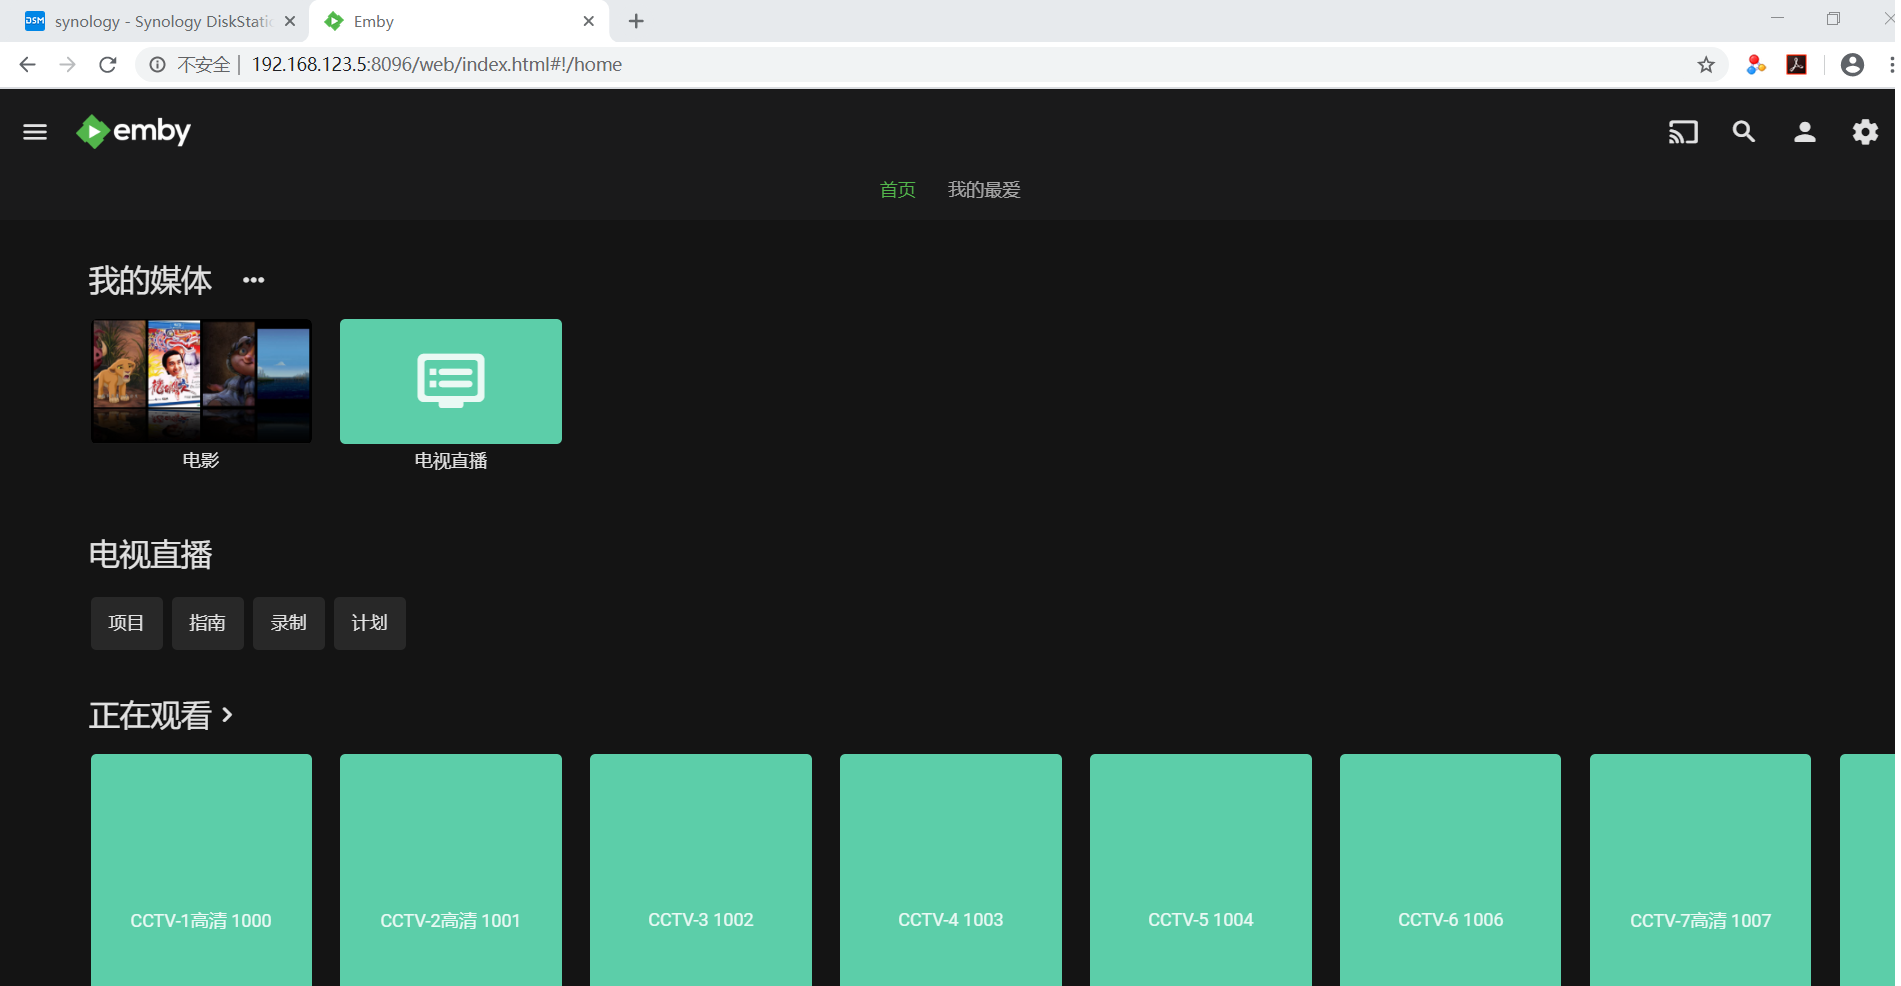 synology - Synology DiskStatic
Emby
不安全 | 192.168.123.5:8096/web/index.html#!/home
emby
首页 我的最爱
我的媒体
电影 电视直播
电视直播
项目 指南 录制 计划
正在观看
CCTV-1高清 1000 CCTV-2高清 1001 CCTV-3 1002 CCTV-4 1003 CCTV-5 1004 CCTV-6 1006 CCTV-7高清 1007